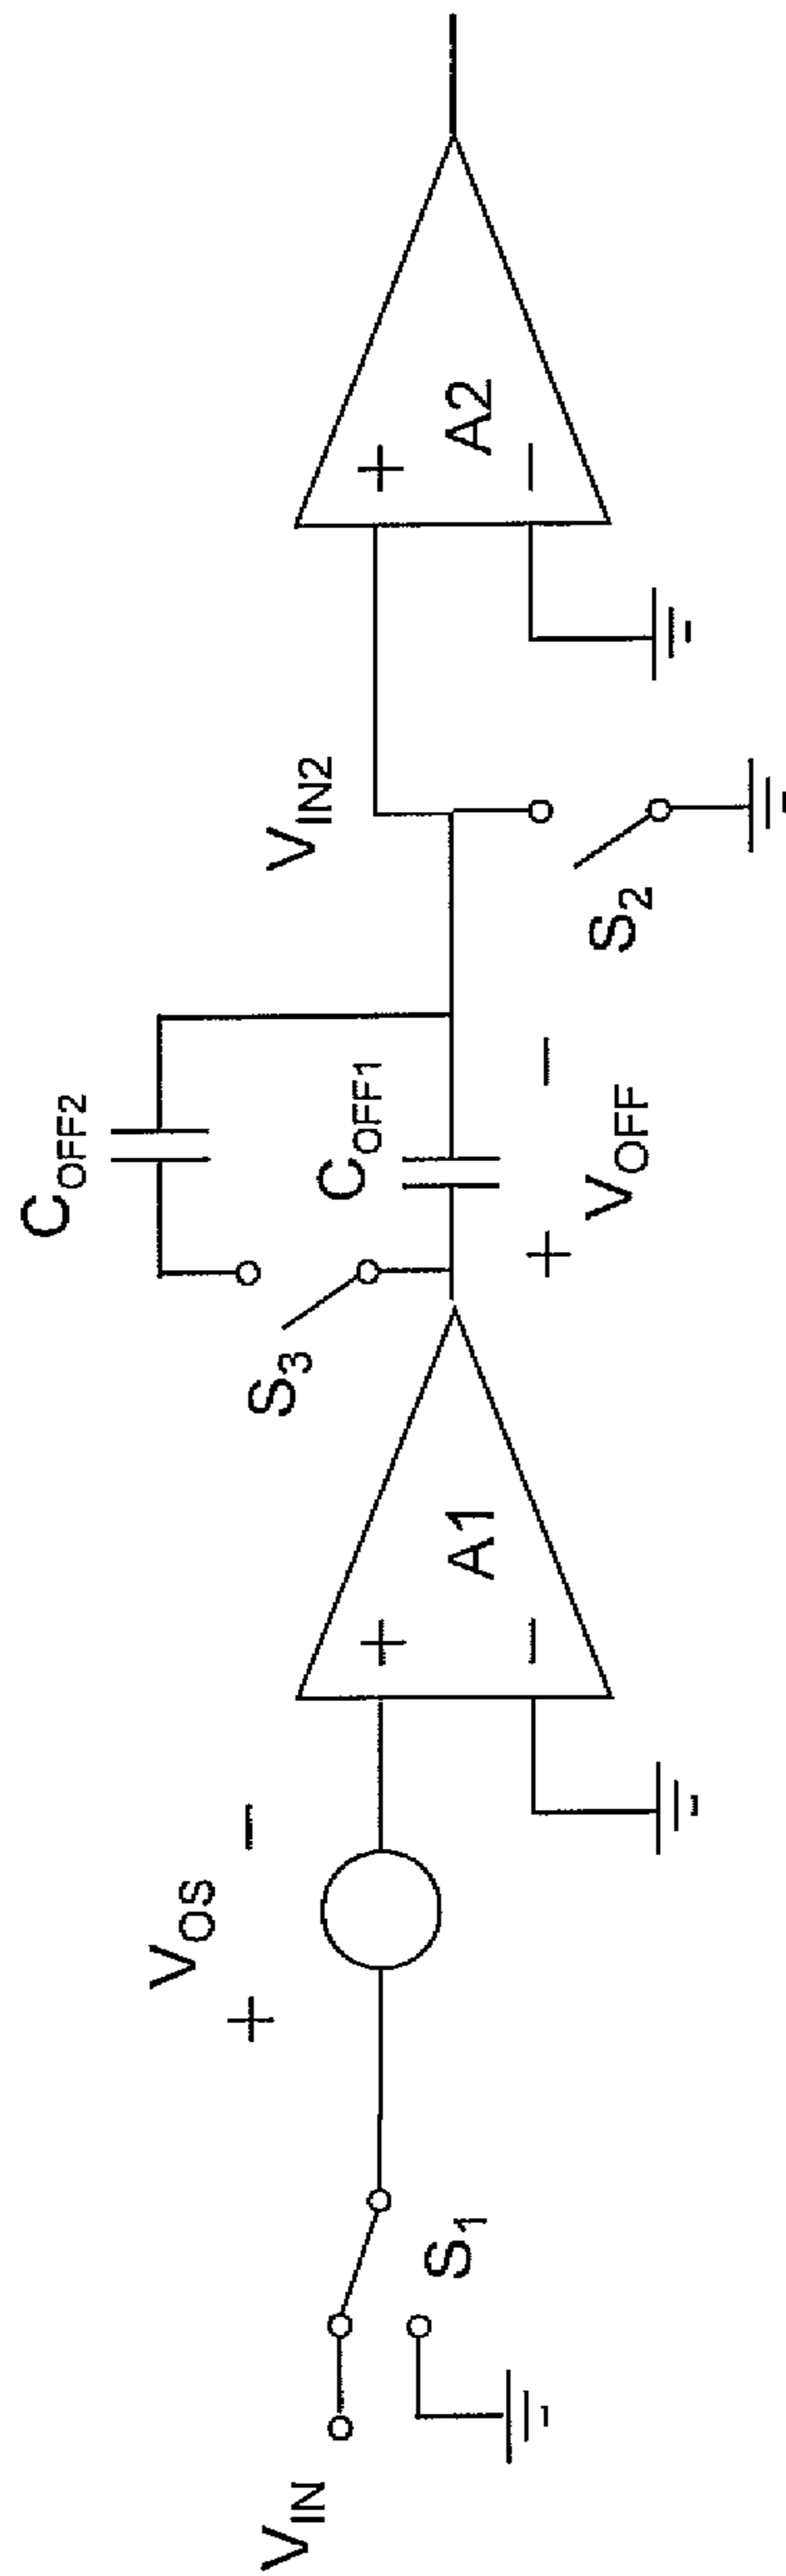 V_IN
S_1
+ V_OS −
+
−
A1
S_3
C_OFF2
C_OFF1
+ V_OFF −
V_IN2
S_2
+
−
A2